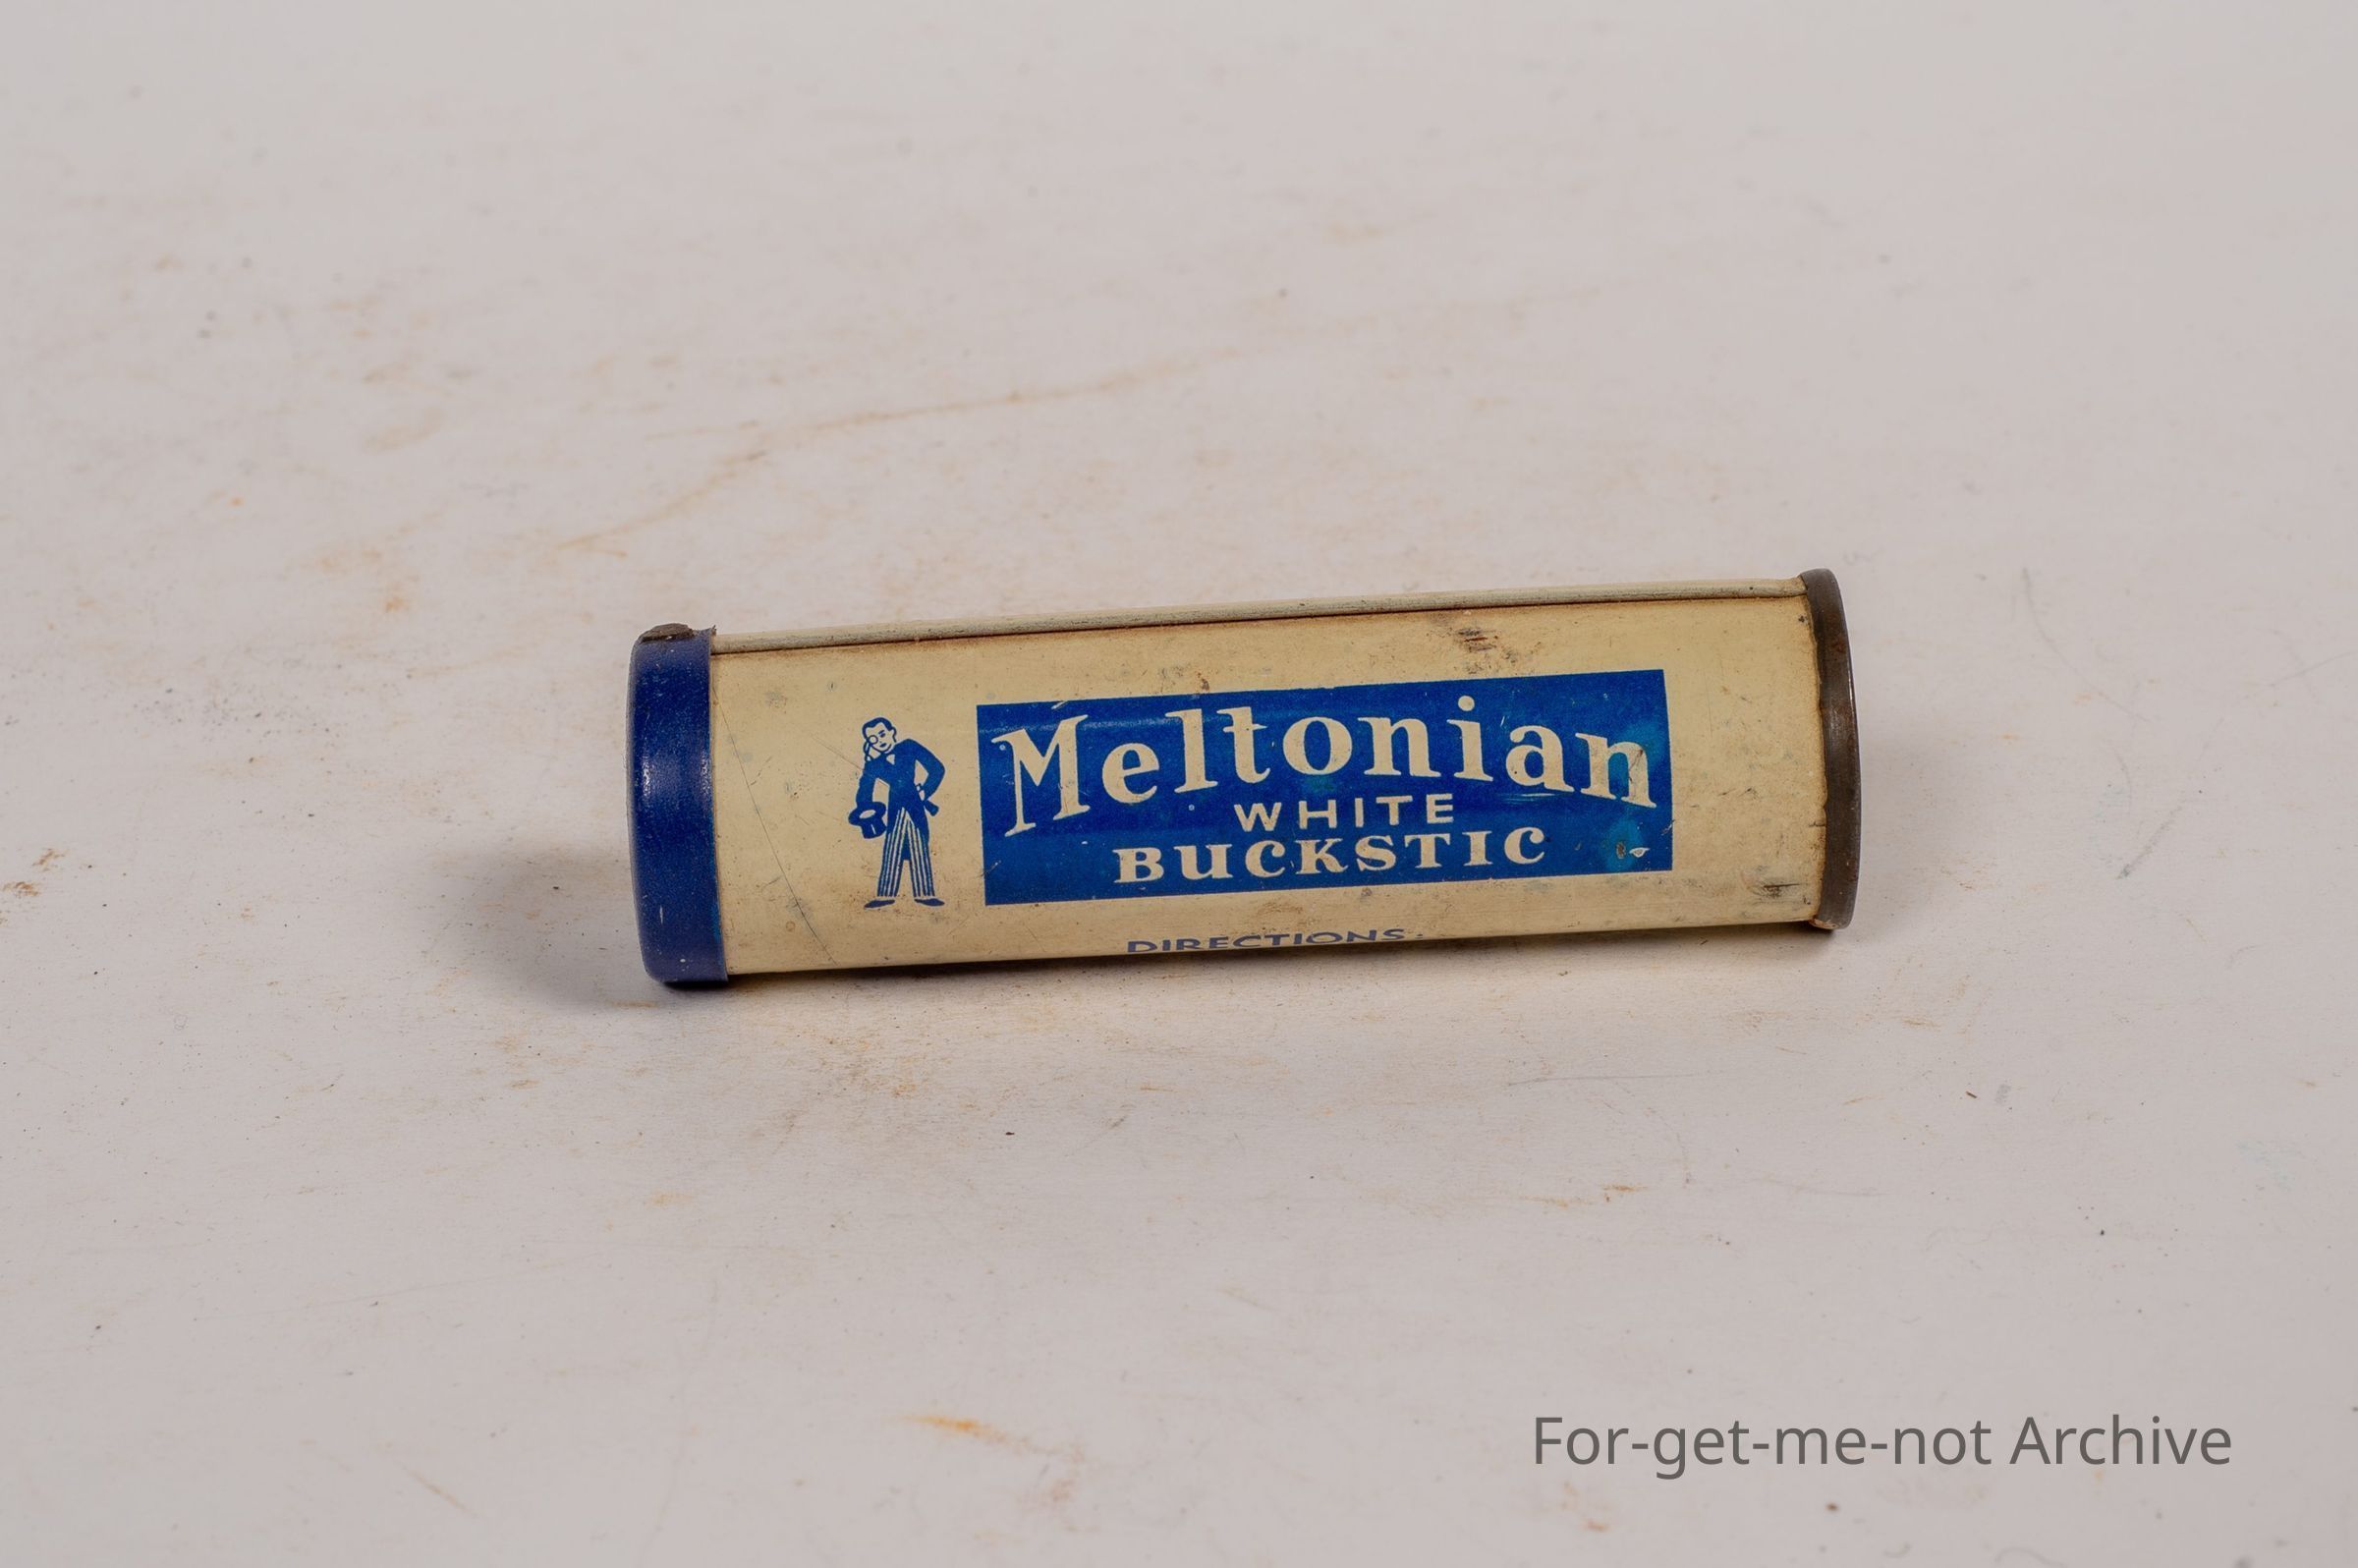 Meltonian
WHITE
BUCKSTIC
DIRECTIONS.
For-get-me-not Archive